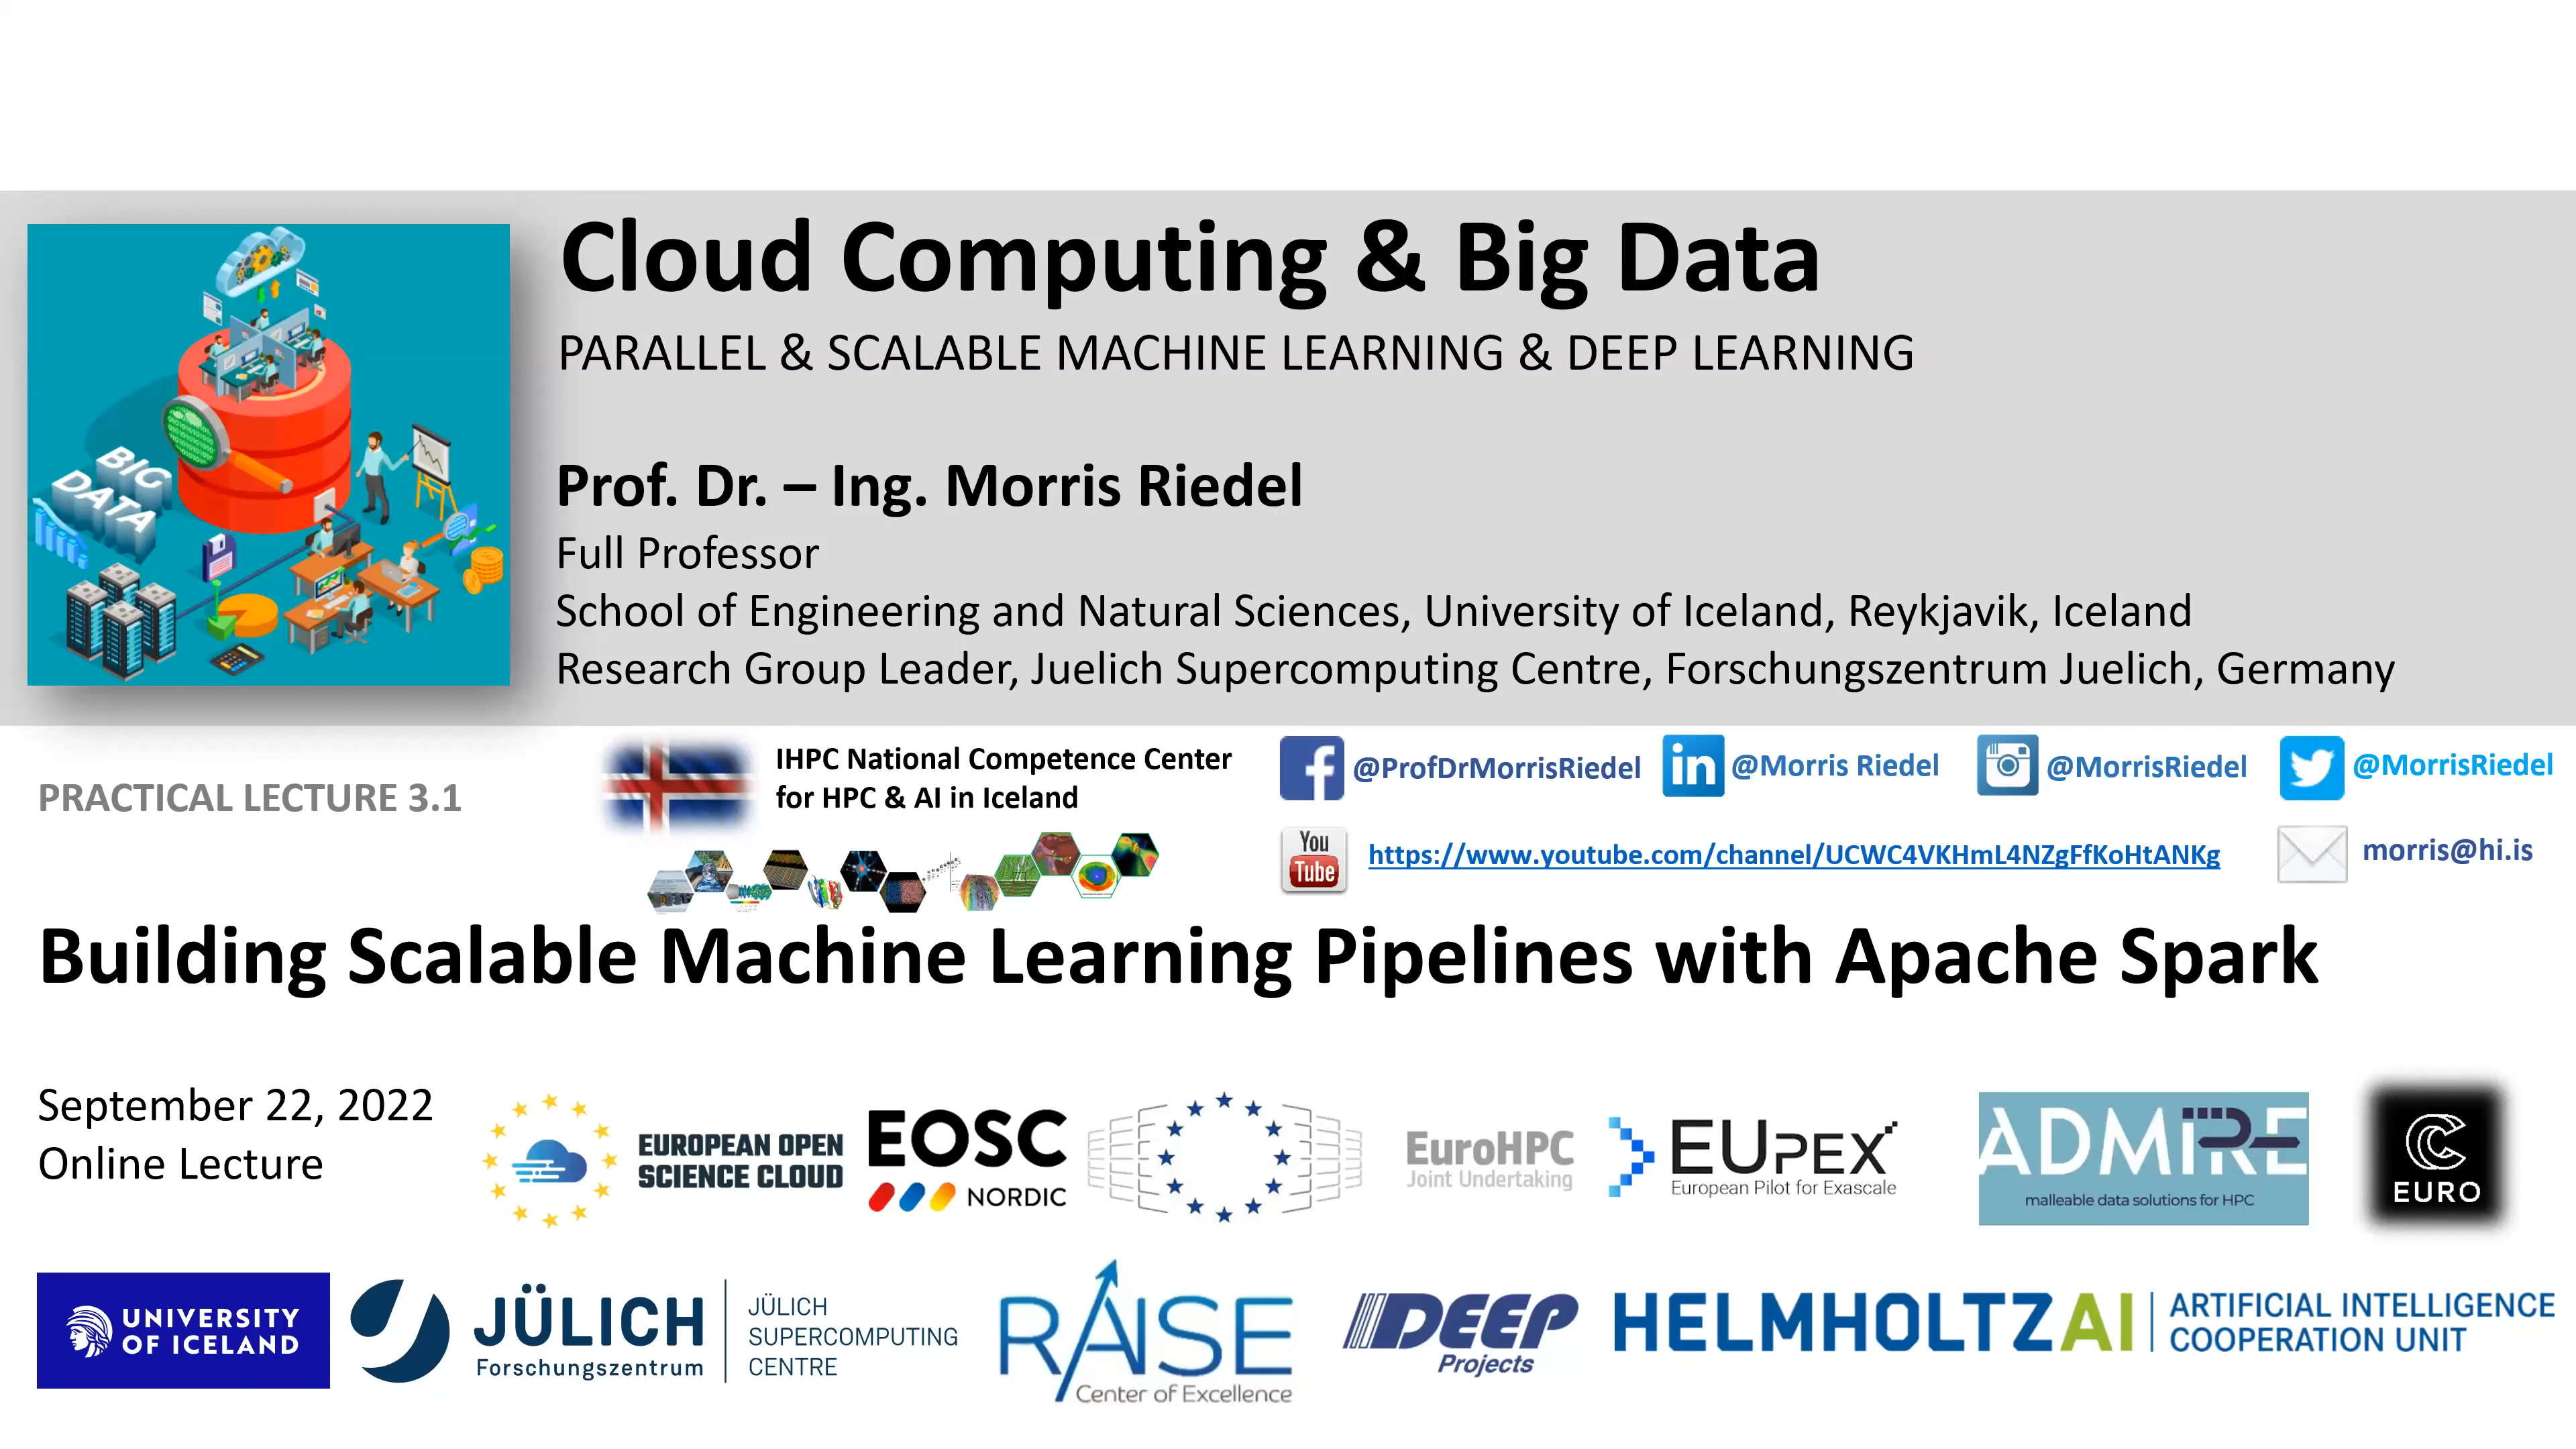 Cloud Computing & Big Data
PARALLEL & SCALABLE MACHINE LEARNING & DEEP LEARNING
BIG
DATA
Prof. Dr. – Ing. Morris Riedel
Full Professor
School of Engineering and Natural Sciences, University of Iceland, Reykjavik, Iceland
Research Group Leader, Juelich Supercomputing Centre, Forschungszentrum Juelich, Germany
PRACTICAL LECTURE 3.1
IHPC National Competence Center
for HPC & AI in Iceland
@ProfDrMorrisRiedel
in @Morris Riedel
@MorrisRiedel
@MorrisRiedel
You
Tube
https://www.youtube.com/channel/UCWC4VKHmL4NZgFfKoHtANKg
morris@hi.is
Building Scalable Machine Learning Pipelines with Apache Spark
September 22, 2022
Online Lecture
EUROPEAN OPEN
SCIENCE CLOUD
EOSC
NORDIC
EuroHPC
Joint Undertaking
EUPEX
European Pilot for Exascale
ADMIRE
malleable data solutions for HPC
EURO
UNIVERSITY
OF ICELAND
JÜLICH
Forschungszentrum
JÜLICH
SUPERCOMPUTING
CENTRE
RAISE
Center of Excellence
DEEP
Projects
HELMHOLTZAI
ARTIFICIAL INTELLIGENCE
COOPERATION UNIT